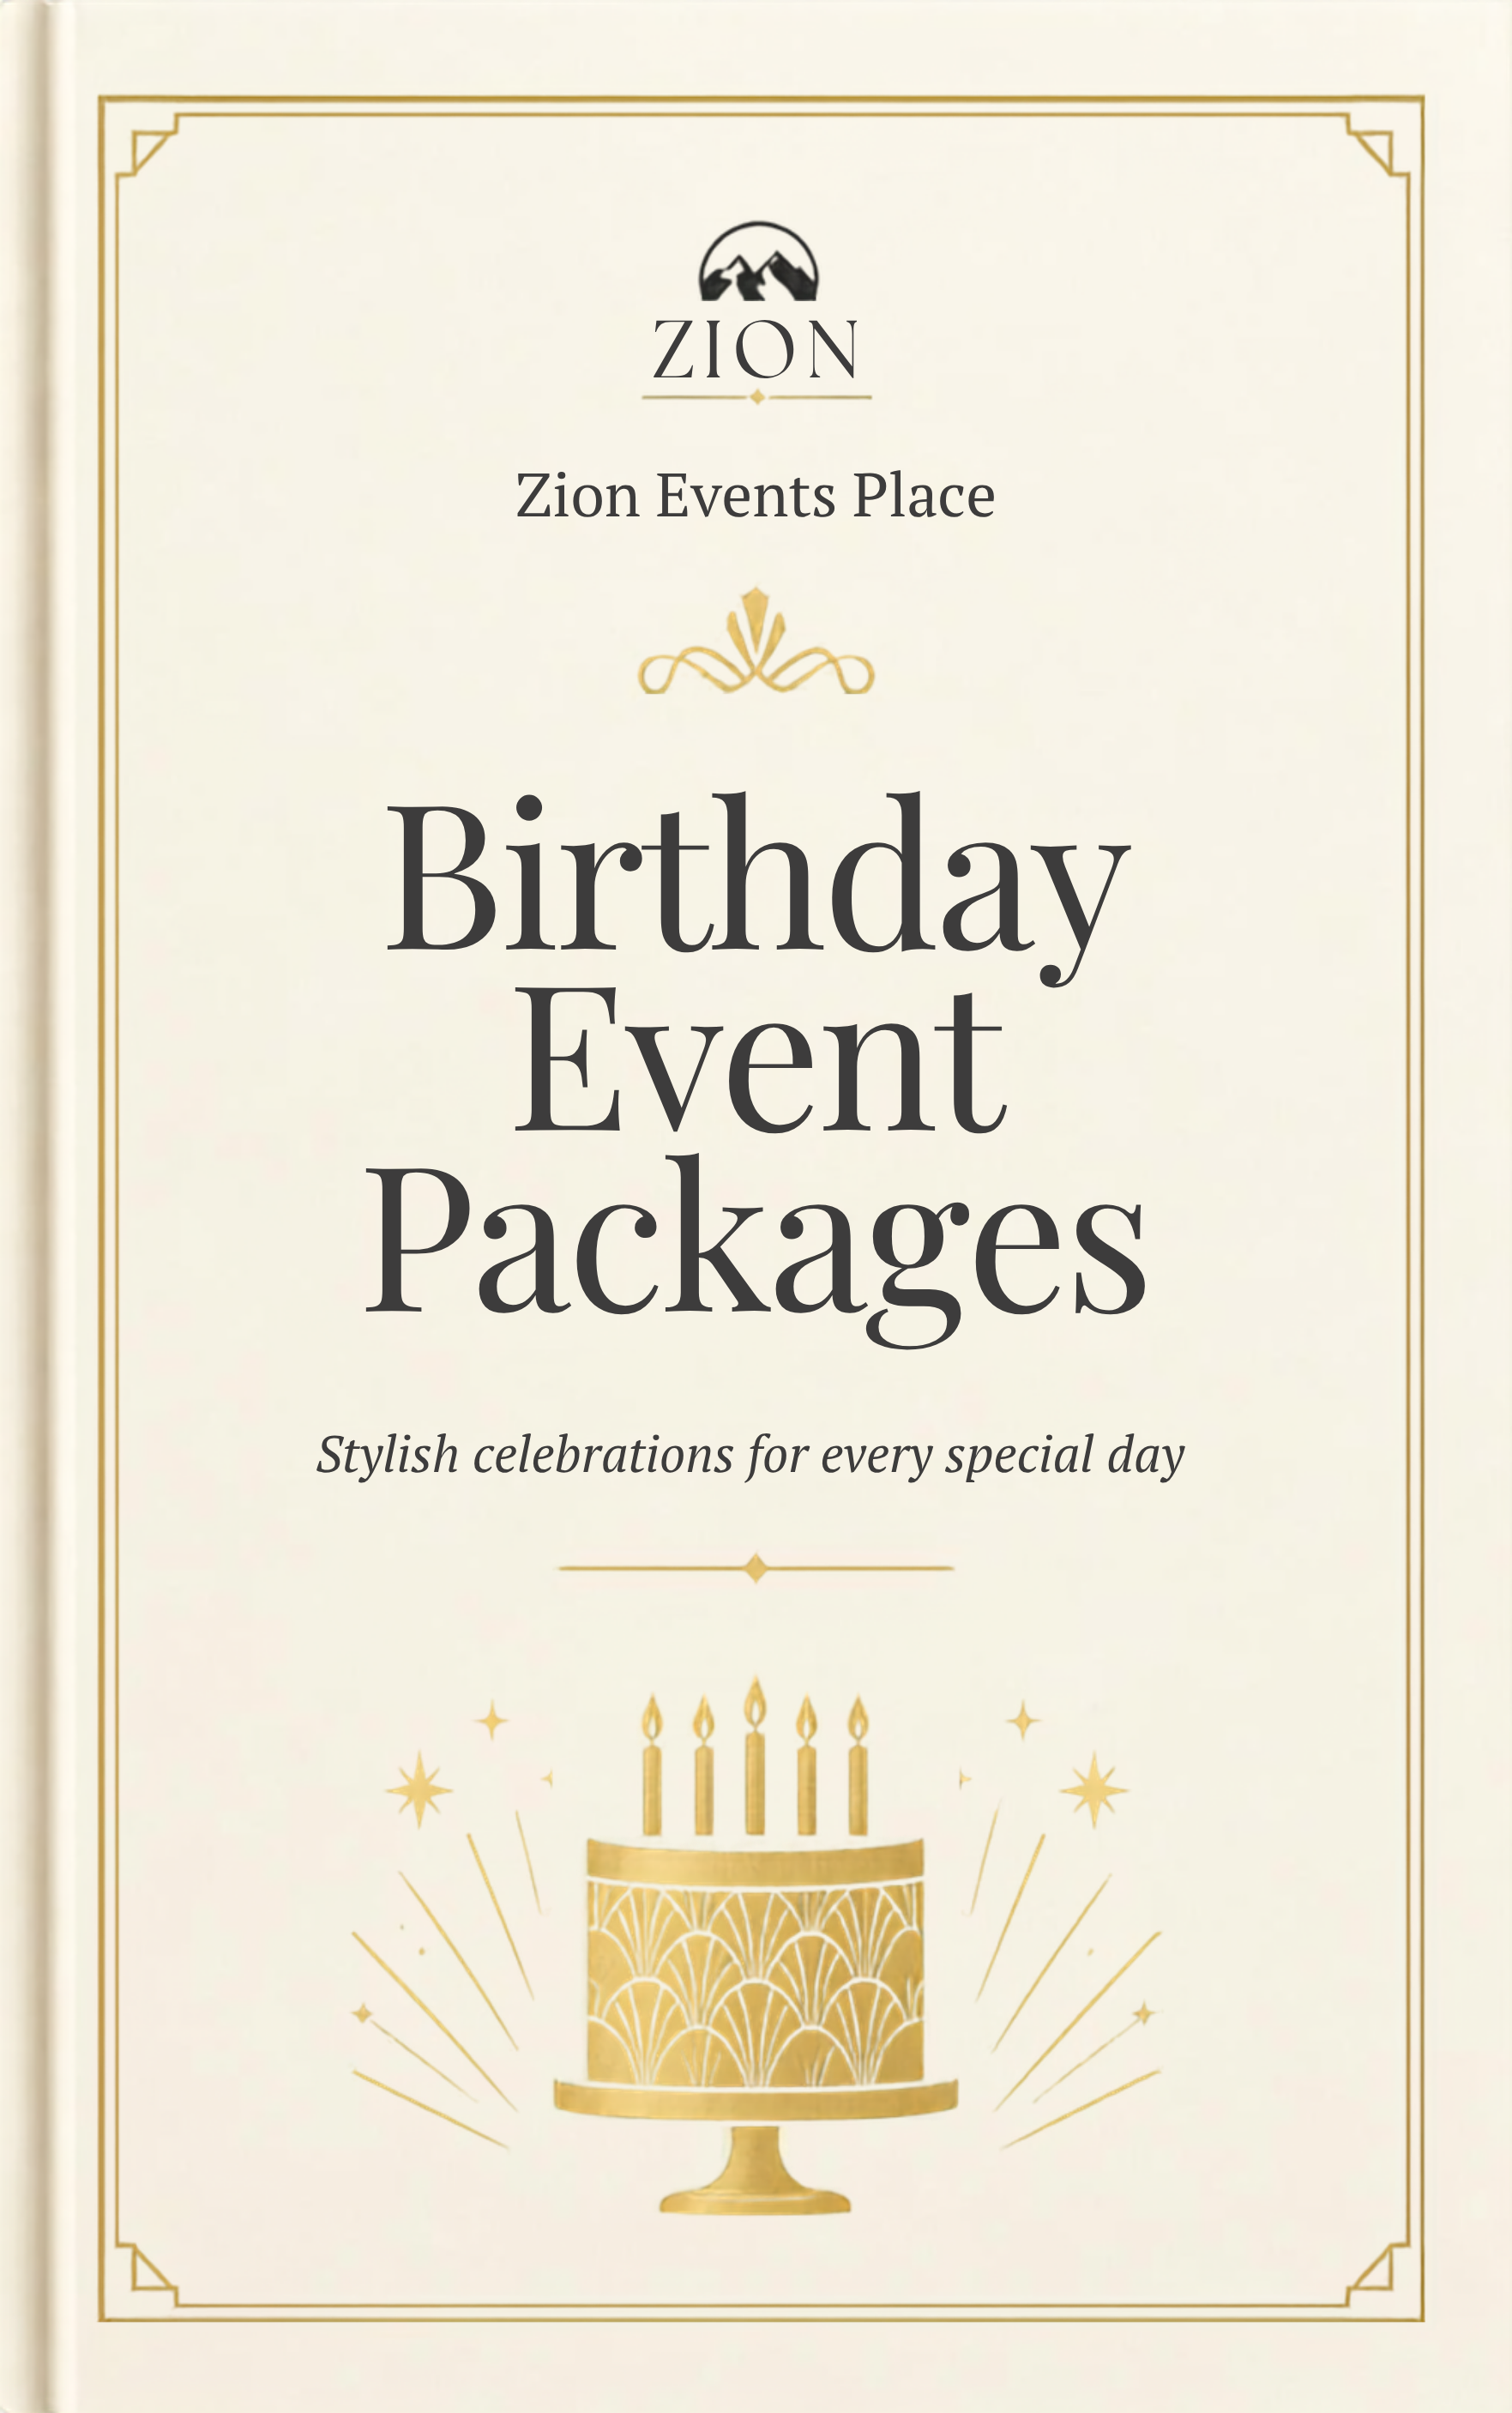 ZION
Zion Events Place
Birthday
Event
Packages
Stylish celebrations for every special day